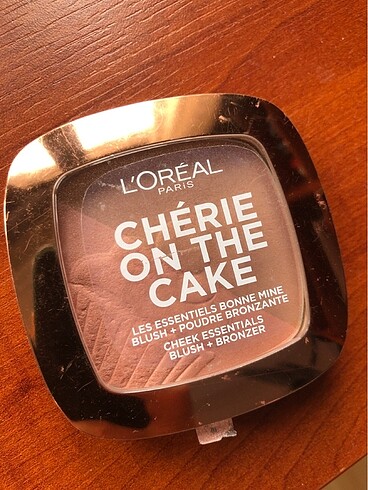 L'ORÉAL
PARIS
CHÉRIE
ON THE
CAKE
LES ESSENTIELS BONNE MINE
BLUSH + POUDRE BRONZANTE
CHEEK ESSENTIALS
BLUSH + BRONZER